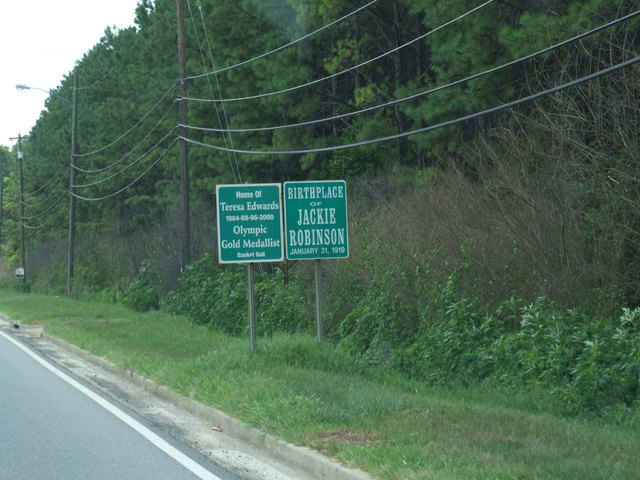 Home Of
Teresa Edwards
1984-88-96-2000
Olympic
Gold Medallist
Basket Ball
BIRTHPLACE
OF
JACKIE
ROBINSON
JANUARY 31, 1919